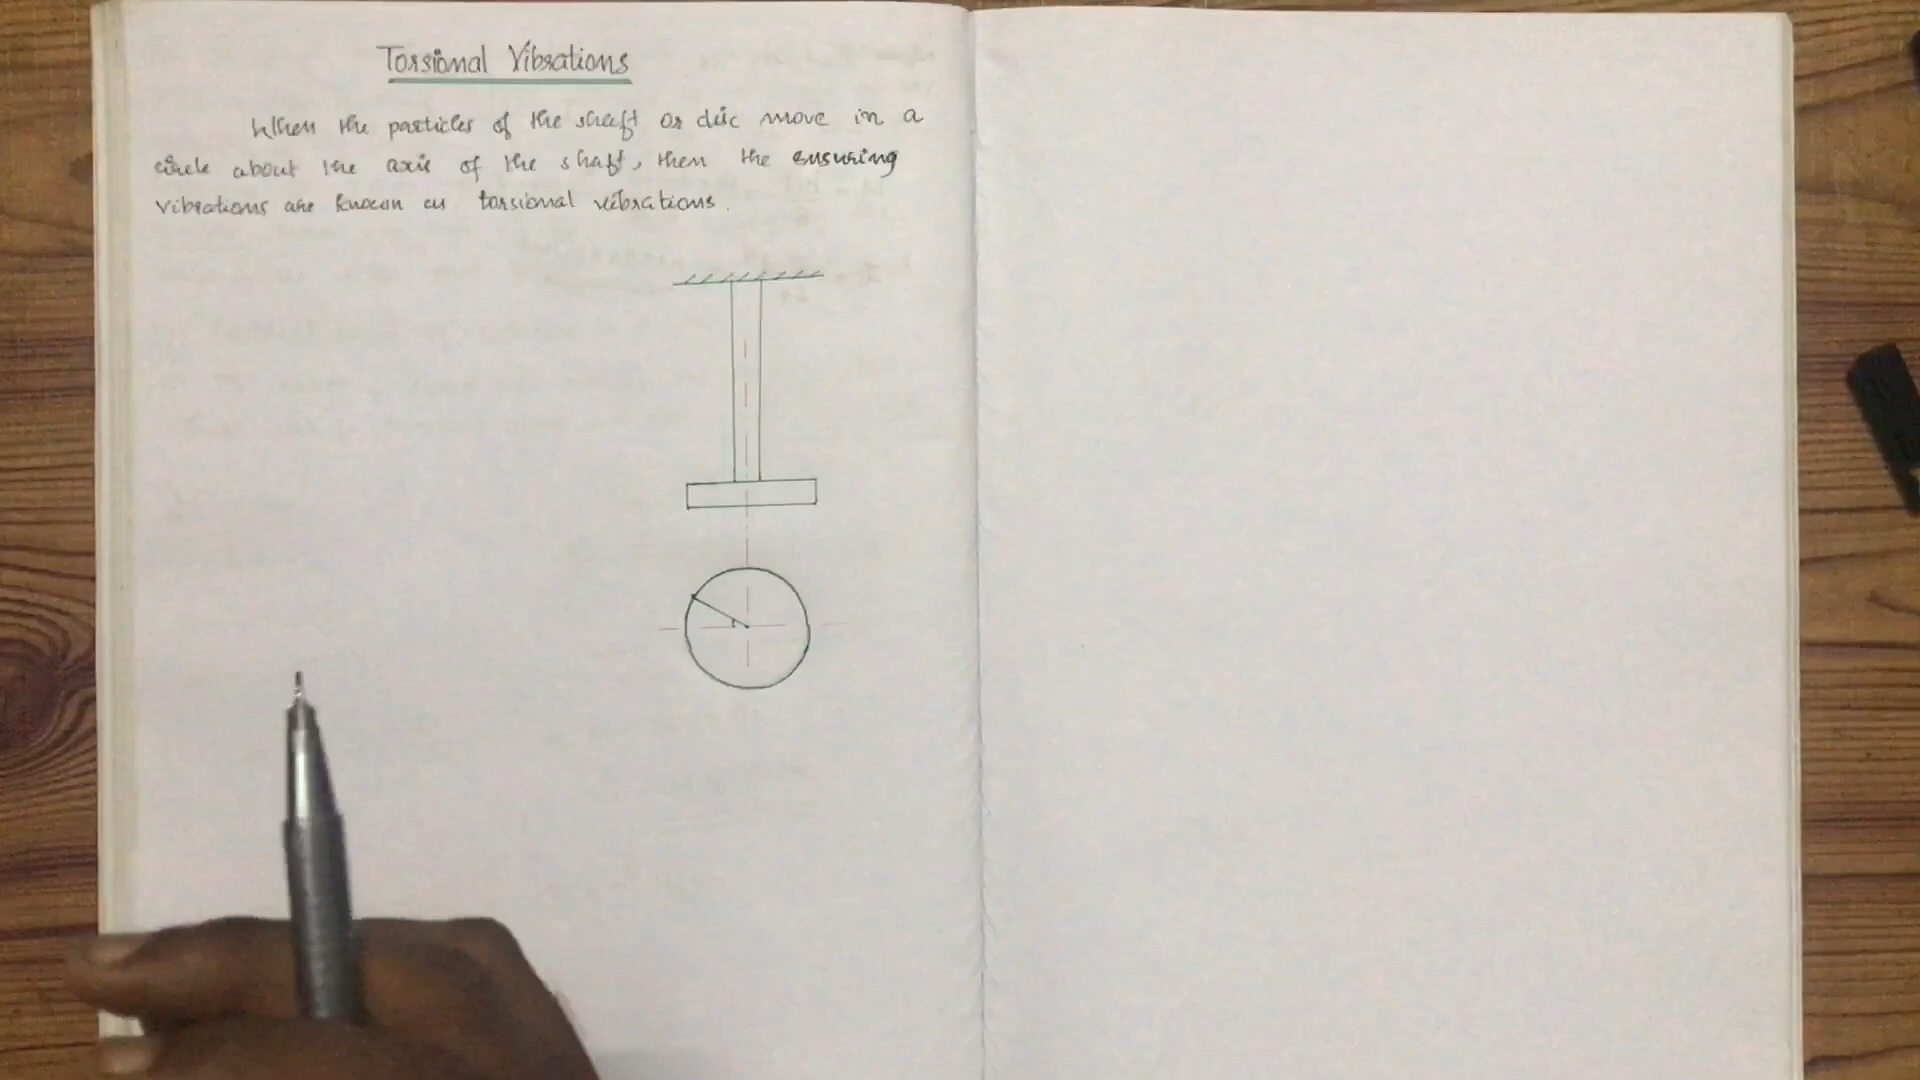 Torsional Vibrations
When the particles of the shaft or disc move in a
circle about the axis of the shaft, then the ensuring
vibrations are known as torsional vibrations.